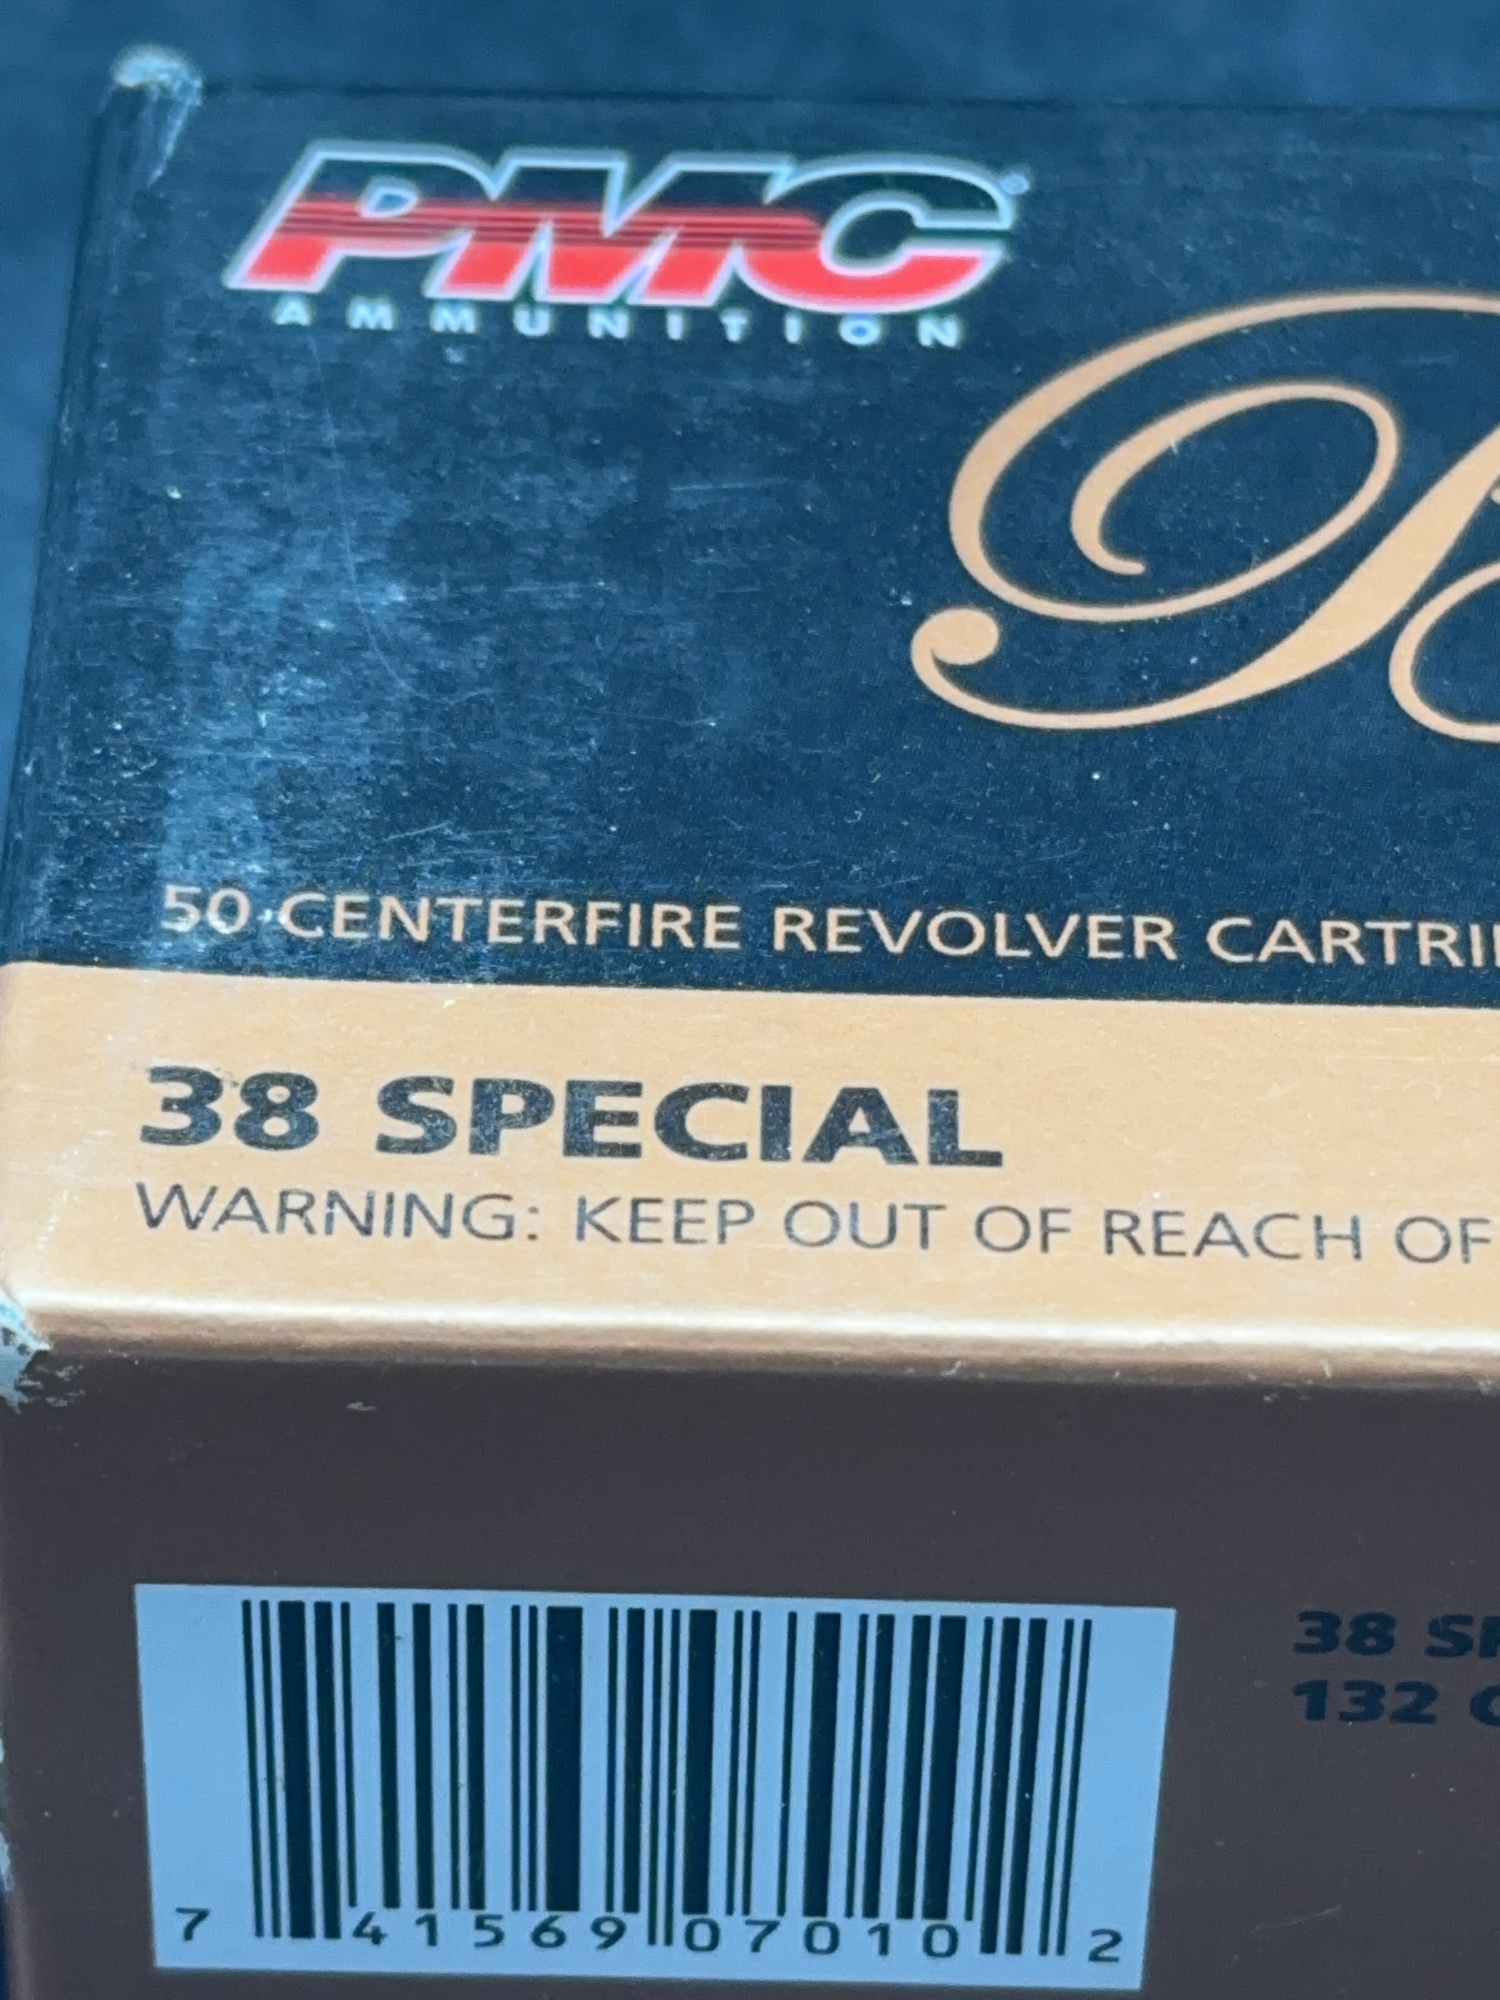 PMC
AMMUNITION
B
50 CENTERFIRE REVOLVER
38 SPECIAL
WARNING: KEEP OUT OF REACH OF
38
132
7 41569 07010 2